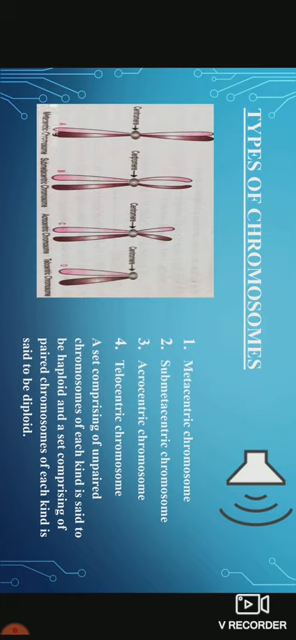 TYPES OF CHROMOSOMES
Centromere
Centromere
Centromere
Centromere
A
B
C
D
Metacentric Chromosome
Submetacentric Chromosome
Acrocentric Chromosome
Telocentric Chromosome
1. Metacentric chromosome
2. Submetacentric chromosome
3. Acrocentric chromosome
4. Telocentric chromosome
A set comprising of unpaired
chromosomes of each kind is said to
be haploid and a set comprising of
paired chromosomes of each kind is
said to be diploid.
V RECORDER